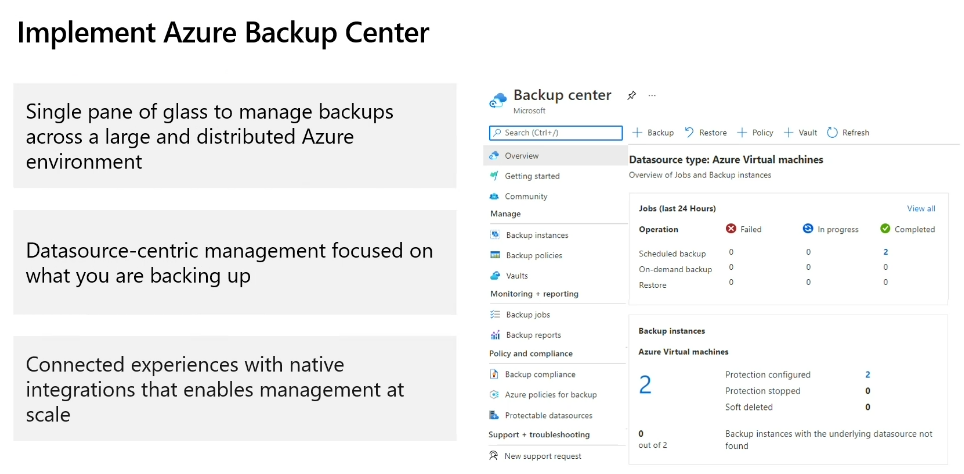 Implement Azure Backup Center
Single pane of glass to manage backups
across a large and distributed Azure
environment
Datasource-centric management focused on
what you are backing up
Connected experiences with native
integrations that enables management at
scale
Backup center
Microsoft
Search (Ctrl+/)
Overview
Getting started
Community
Manage
Backup instances
Backup policies
Vaults
Monitoring + reporting
Backup jobs
Backup reports
Policy and compliance
Backup compliance
Azure policies for backup
Protectable datasources
Support + troubleshooting
New support request
+ Backup Restore + Policy + Vault Refresh
Datasource type: Azure Virtual machines
Overview of Jobs and Backup instances
Jobs (last 24 Hours) View all
Operation Failed In progress Completed
Scheduled backup 0 0 2
On-demand backup 0 0 0
Restore 0 0 0
Backup instances
Azure Virtual machines
2
Protection configured 2
Protection stopped 0
Soft deleted 0
0
out of 2
Backup instances with the underlying datasource not
found